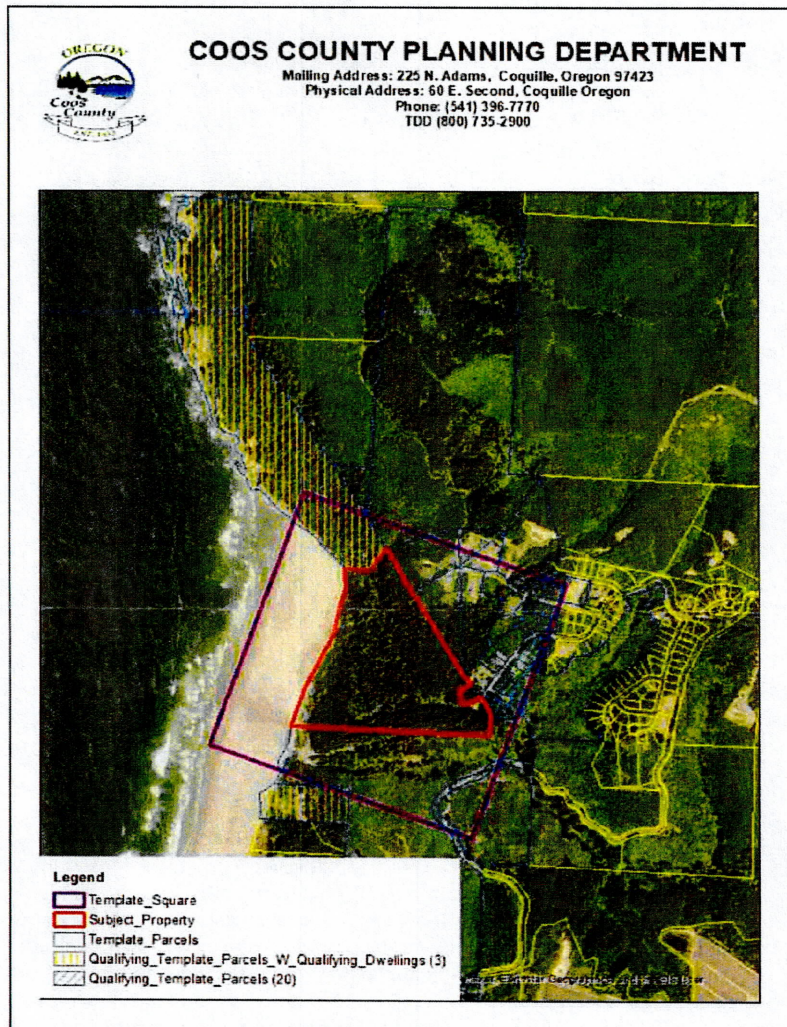 OREGON
Coos
County
COOS COUNTY PLANNING DEPARTMENT
Mailing Address: 225 N. Adams, Coquille, Oregon 97423
Physical Address: 60 E. Second, Coquille Oregon
Phone: (541) 396-7770
TDD (800) 735-2900
Legend
Template_Square
Subject_Property
Template_Parcels
Qualifying_Template_Parcels_W_Qualifying_Dwellings (3)
Qualifying_Template_Parcels (20)